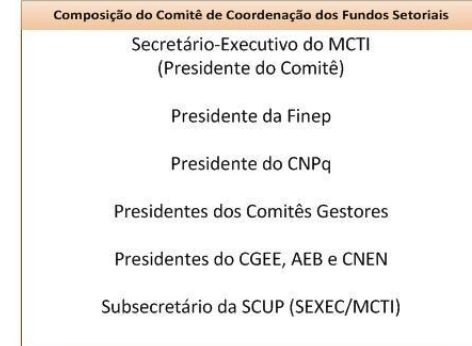 Composição do Comitê de Coordenação dos Fundos Setoriais
Secretário-Executivo do MCTI
(Presidente do Comitê)
Presidente da Finep
Presidente do CNPq
Presidentes dos Comitês Gestores
Presidentes do CGEE, AEB e CNEN
Subsecretário da SCUP (SEXEC/MCTI)